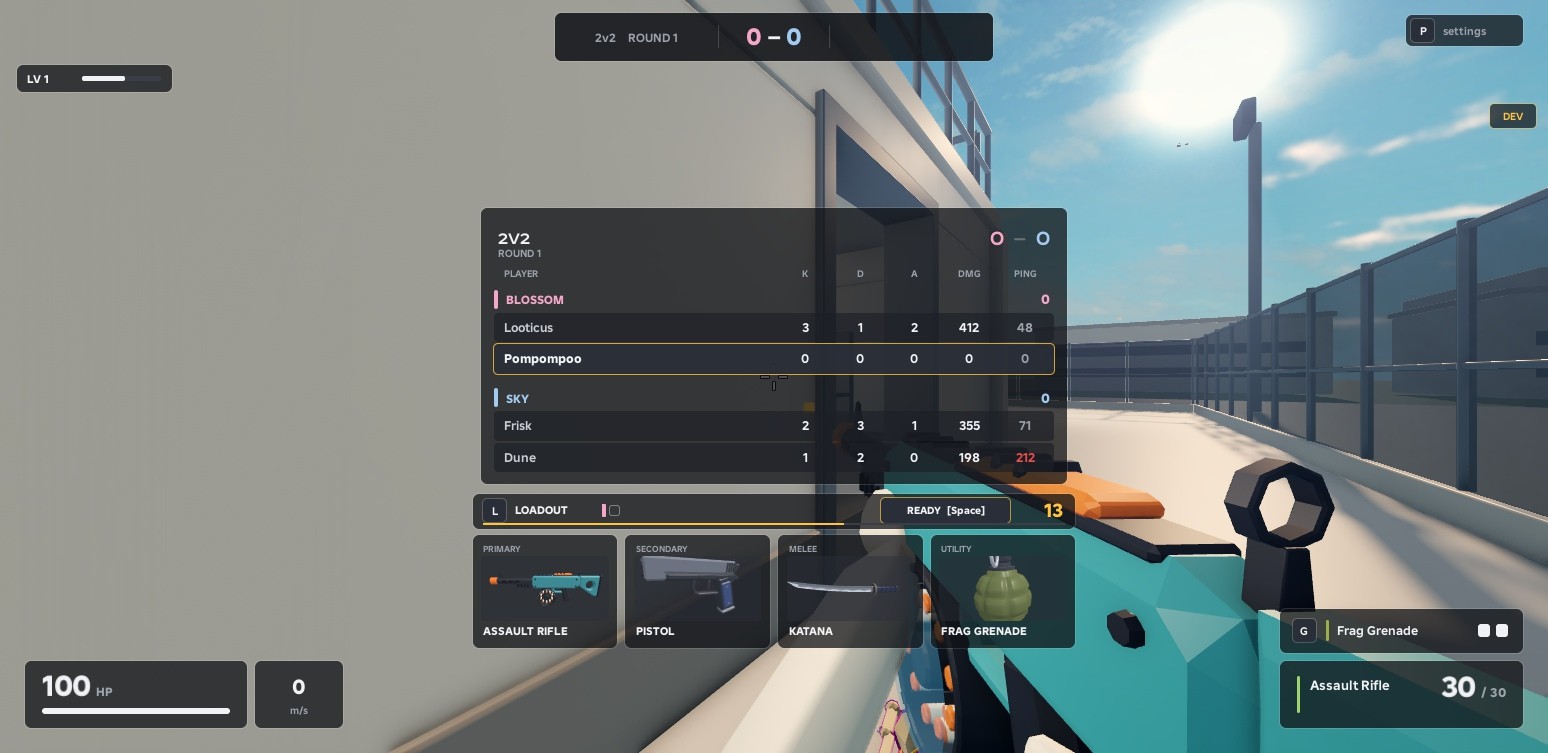 2v2 ROUND 1 0 – 0
P settings
LV 1
DEV
2V2 0 – 0
ROUND 1
PLAYER K D A DMG PING
BLOSSOM 0
Looticus 3 1 2 412 48
Pompompoo 0 0 0 0 0
SKY 0
Frisk 2 3 1 355 71
Dune 1 2 0 198 212
L LOADOUT READY [Space] 13
PRIMARY SECONDARY MELEE UTILITY
ASSAULT RIFLE PISTOL KATANA FRAG GRENADE
G Frag Grenade
100 HP 0 m/s
Assault Rifle 30 / 30